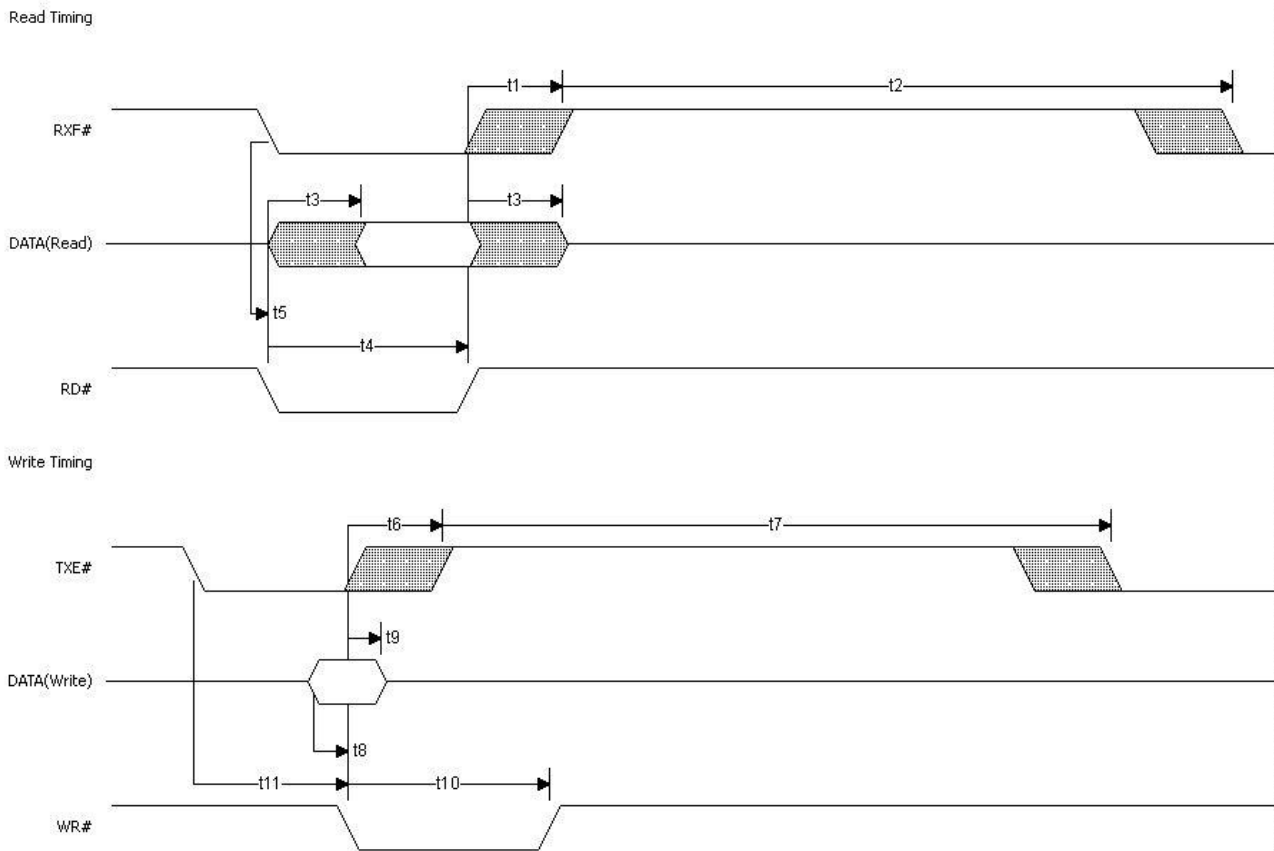 Read Timing
t1
t2
RXF#
t3
t3
DATA(Read)
t5
t4
RD#
Write Timing
t6
t7
TXE#
t9
DATA(Write)
t8
t11
t10
WR#